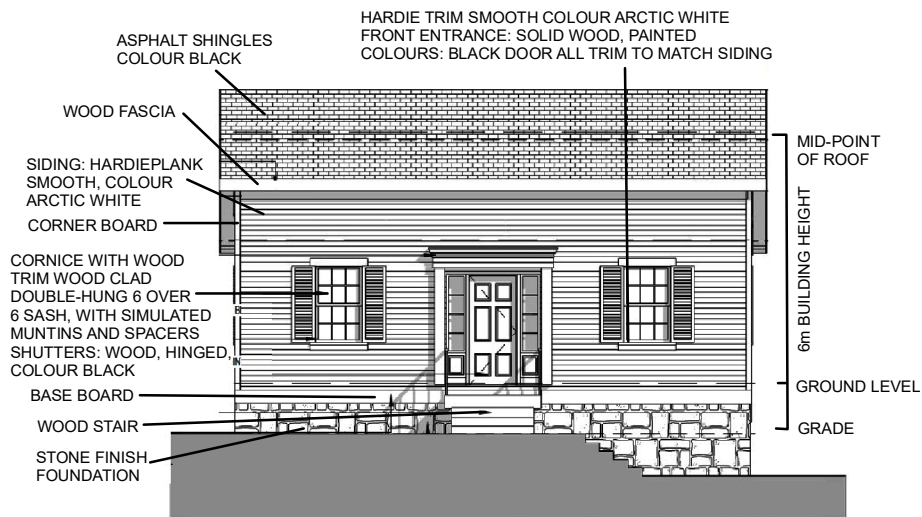 HARDIE TRIM SMOOTH COLOUR ARCTIC WHITE
FRONT ENTRANCE: SOLID WOOD, PAINTED
COLOURS: BLACK DOOR ALL TRIM TO MATCH SIDING
ASPHALT SHINGLES
COLOUR BLACK
WOOD FASCIA
SIDING: HARDIEPLANK
SMOOTH, COLOUR
ARCTIC WHITE
CORNER BOARD
CORNICE WITH WOOD
TRIM WOOD CLAD
DOUBLE-HUNG 6 OVER
6 SASH, WITH SIMULATED
MUNTINS AND SPACERS
SHUTTERS: WOOD, HINGED,
COLOUR BLACK
BASE BOARD
WOOD STAIR
STONE FINISH
FOUNDATION
MID-POINT
OF ROOF
6m BUILDING HEIGHT
GROUND LEVEL
GRADE